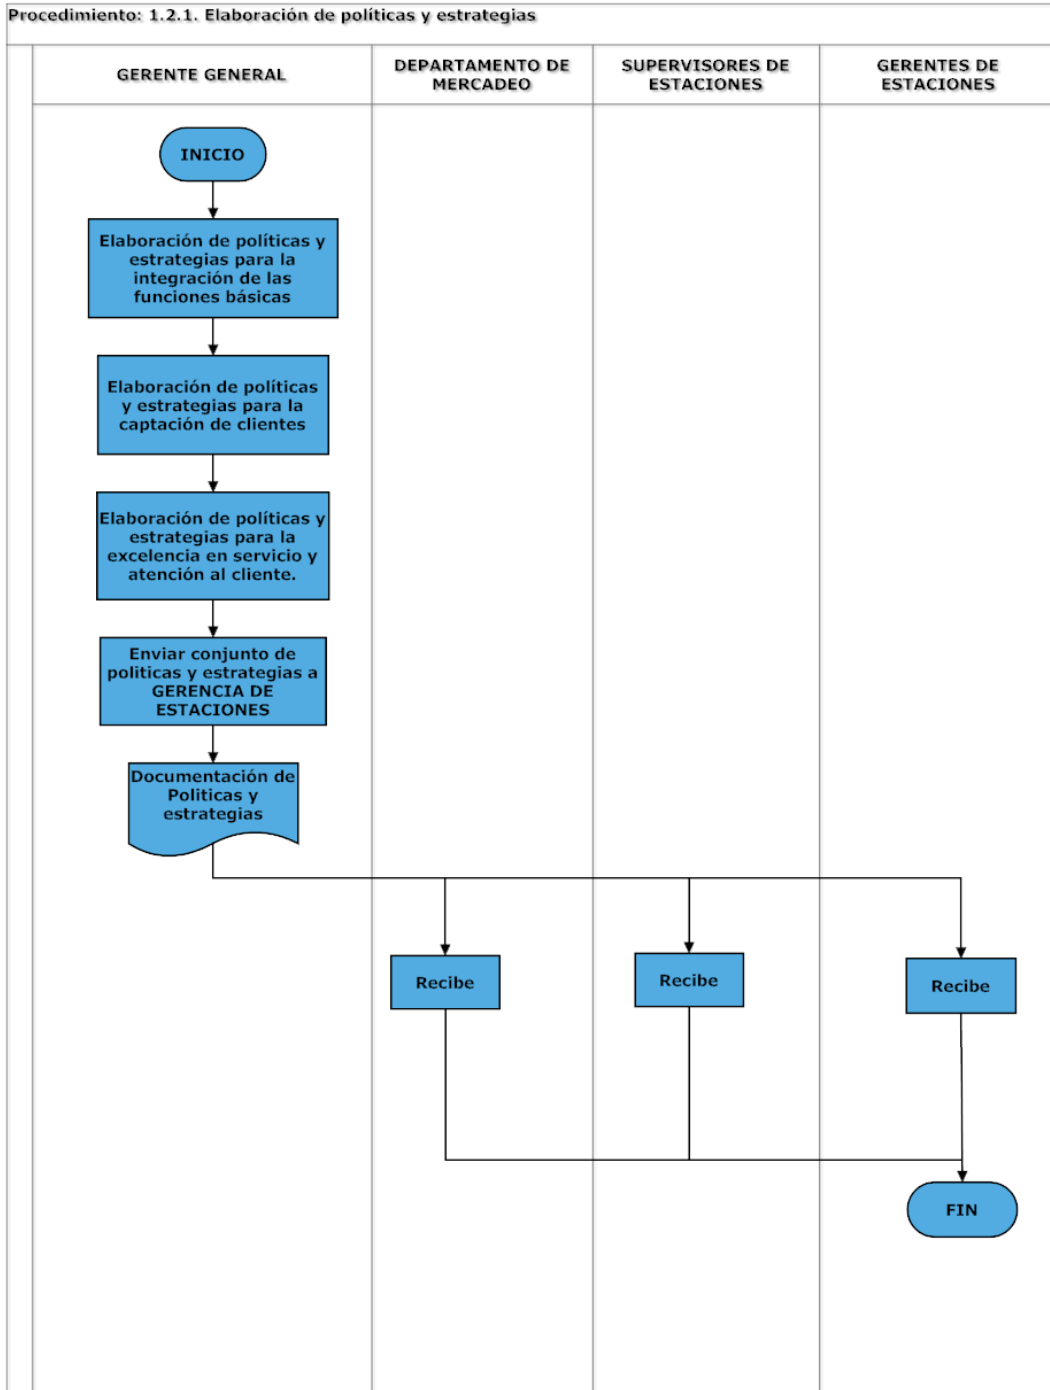 Procedimiento: 1.2.1. Elaboración de políticas y estrategias
GERENTE GENERAL
DEPARTAMENTO DE
MERCADEO
SUPERVISORES DE
ESTACIONES
GERENTES DE
ESTACIONES
INICIO
Elaboración de políticas y
estrategias para la
integración de las
funciones básicas
Elaboración de políticas
y estrategias para la
captación de clientes
Elaboración de políticas y
estrategias para la
excelencia en servicio y
atención al cliente.
Enviar conjunto de
politicas y estrategias a
GERENCIA DE
ESTACIONES
Documentación de
Politicas y
estrategias
Recibe
Recibe
Recibe
FIN